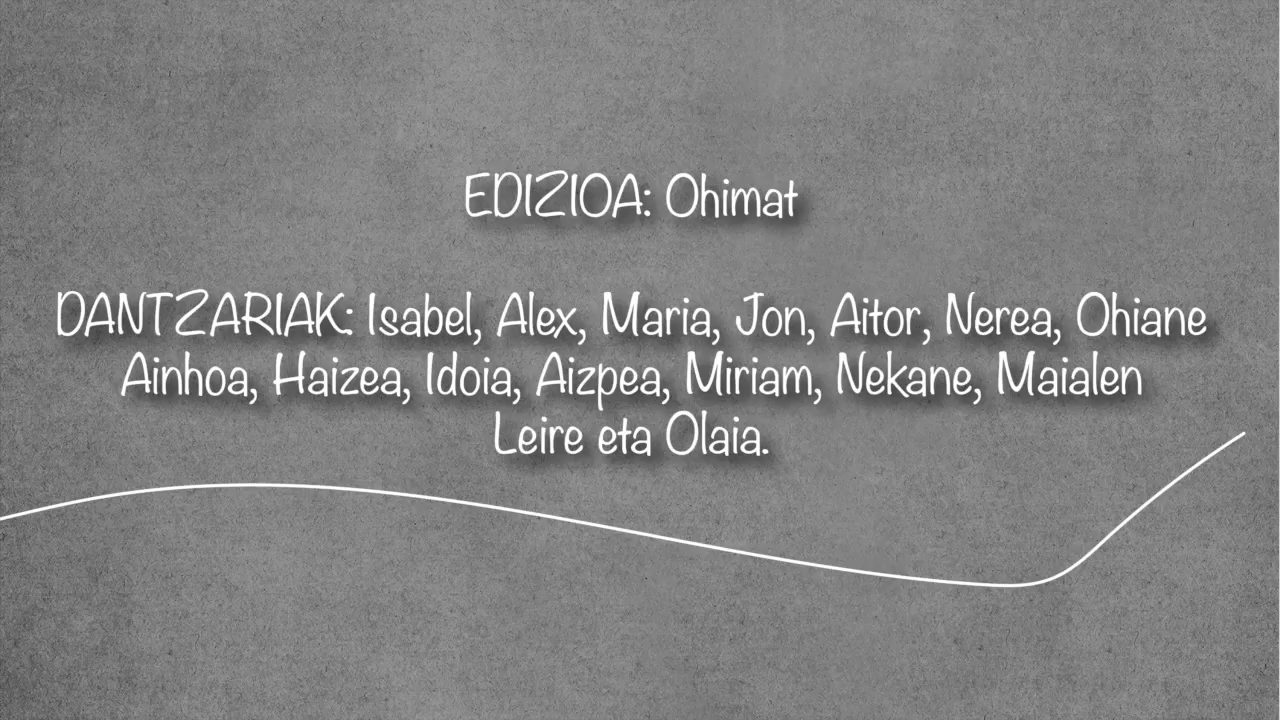 EDIZIOA: Ohimat
DANTZARIAK: Isabel, Alex, Maria, Jon, Aitor, Nerea, Ohiane
Ainhoa, Haizea, Idoia, Aizpea, Miriam, Nekane, Maialen
Leire eta Olaia.